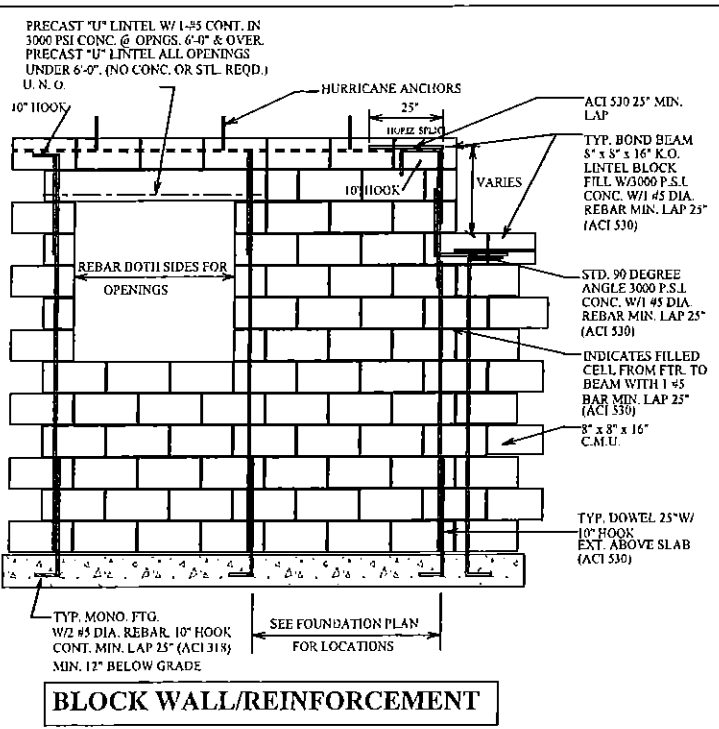 PRECAST "U" LINTEL W/ 1-#5 CONT. IN
3000 PSI CONC. @ OPNGS. 6'-0" & OVER.
PRECAST "U" LINTEL ALL OPENINGS
UNDER 6'-0". (NO CONC. OR STL. REQD.)
U. N. O.
10" HOOK
HURRICANE ANCHORS
25"
HORIZ SPLICE
10" HOOK
ACI 530 25" MIN.
LAP
TYP. BOND BEAM
8" x 8" x 16" K.O.
LINTEL BLOCK
FILL W/3000 P.S.I.
CONC. W/1 #5 DIA.
REBAR MIN. LAP 25"
(ACI 530)
VARIES
REBAR BOTH SIDES FOR
OPENINGS
STD. 90 DEGREE
ANGLE 3000 P.S.I.
CONC. W/1 #5 DIA.
REBAR MIN. LAP 25"
(ACI 530)
INDICATES FILLED
CELL FROM FTR. TO
BEAM WITH 1 #5
BAR MIN. LAP 25"
(ACI 530)
8" x 8" x 16"
C.M.U.
TYP. DOWEL 25" W/
10" HOOK
EXT. ABOVE SLAB
(ACI 530)
TYP. MONO. FTG.
W/2 #5 DIA. REBAR. 10" HOOK
CONT. MIN. LAP 25" (ACI 318)
MIN. 12" BELOW GRADE
SEE FOUNDATION PLAN
FOR LOCATIONS
BLOCK WALL/REINFORCEMENT